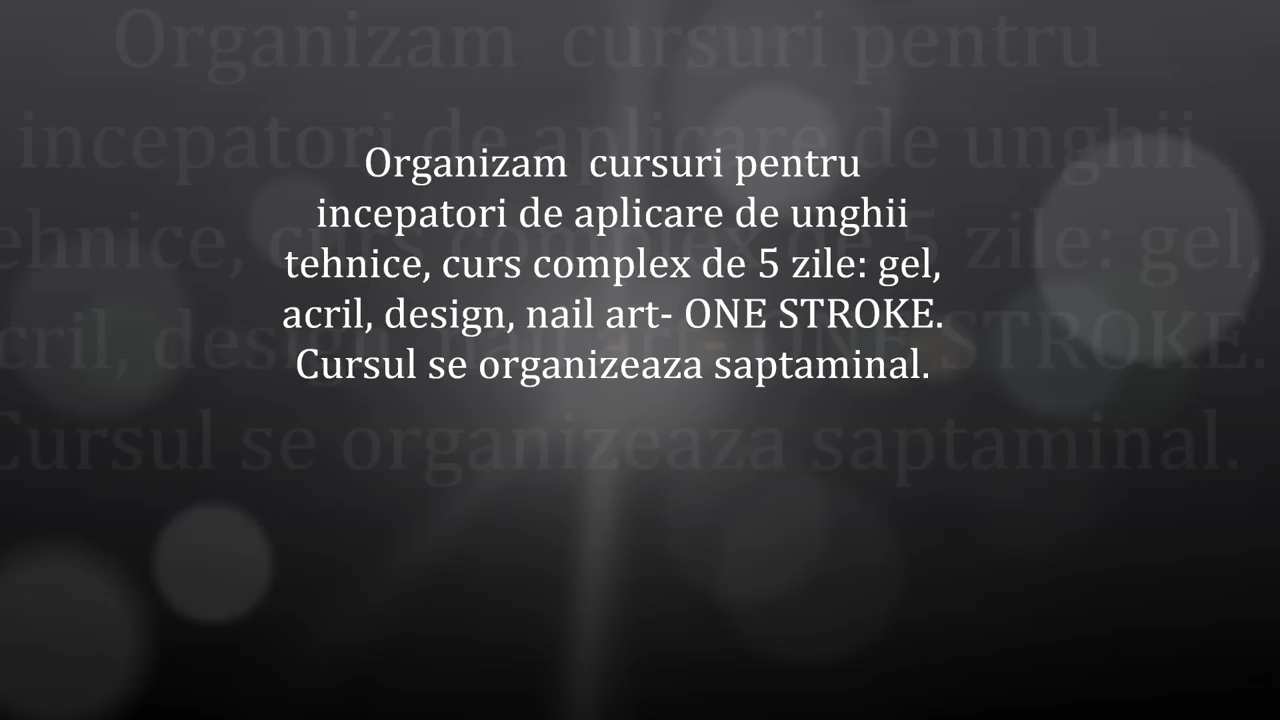 Organizam cursuri pentru
incepatori de aplicare de unghii
tehnice, curs complex de 5 zile: gel,
acril, design, nail art- ONE STROKE.
Cursul se organizeaza saptaminal.